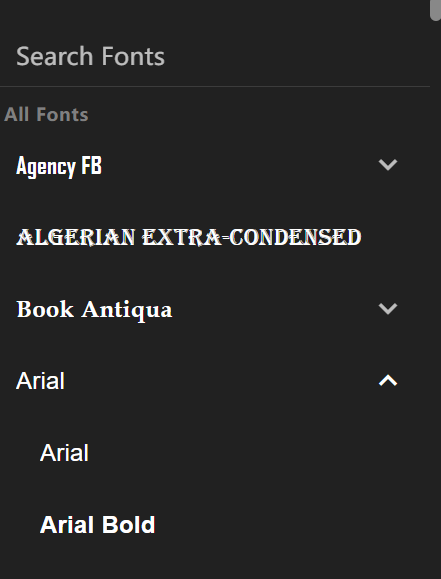 Search Fonts
All Fonts
Agency FB
ALGERIAN EXTRA-CONDENSED
Book Antiqua
Arial
Arial
Arial Bold